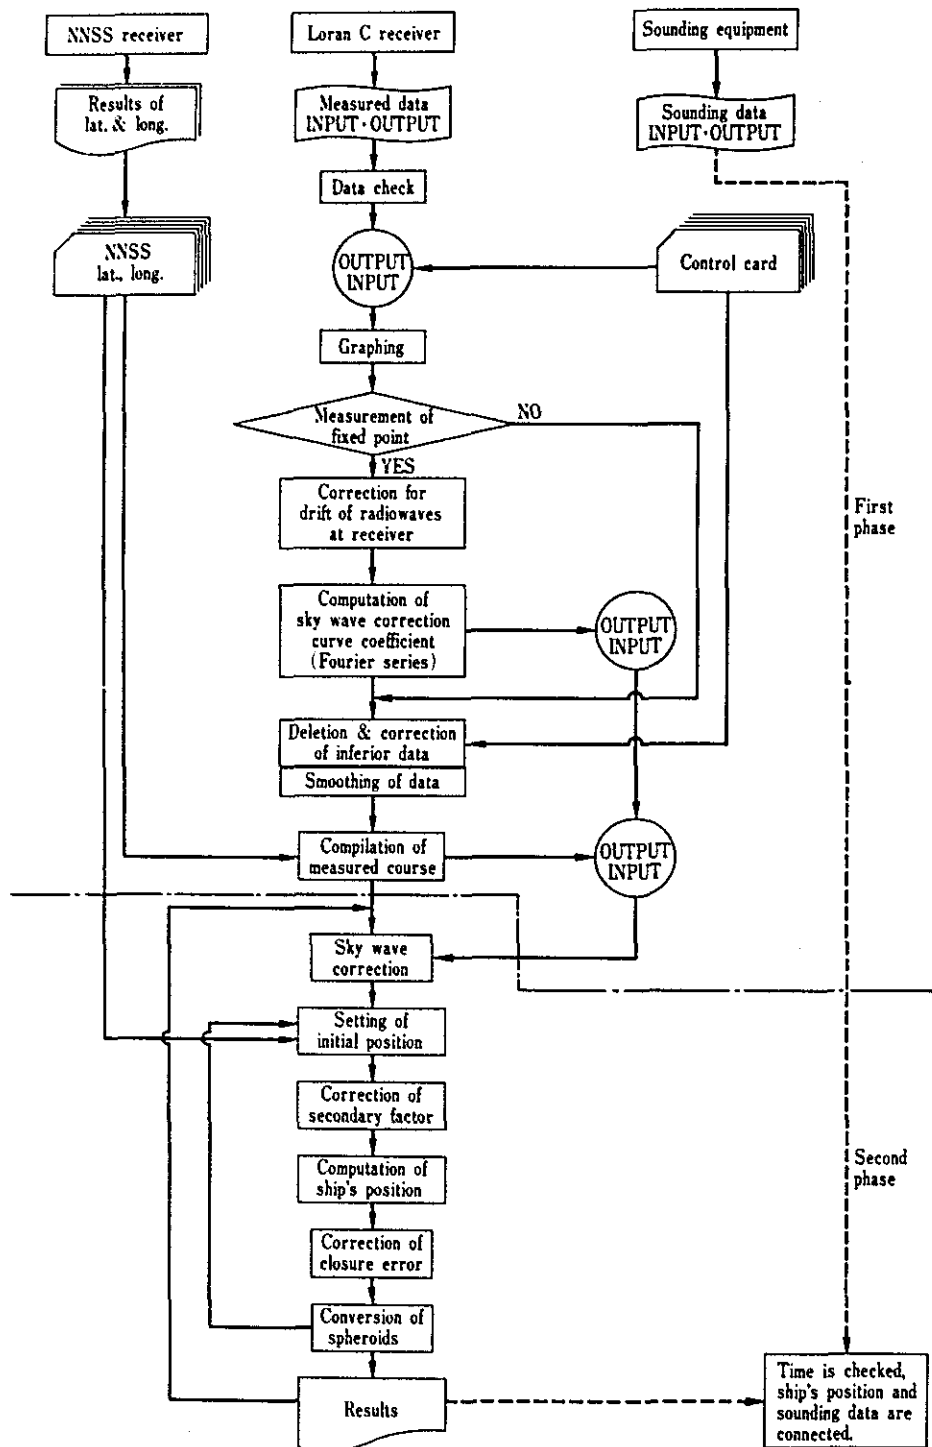 NNSS receiver
Loran C receiver
Sounding equipment
Results of
lat. & long.
Measured data
INPUT·OUTPUT
Sounding data
INPUT·OUTPUT
Data check
NNSS
lat., long.
OUTPUT
INPUT
Control card
Graphing
Measurement of
fixed point
NO
YES
Correction for
drift of radiowaves
at receiver
First
phase
Computation of
sky wave correction
curve coefficient
(Fourier series)
OUTPUT
INPUT
Deletion & correction
of inferior data
Smoothing of data
Compilation of
measured course
OUTPUT
INPUT
Sky wave
correction
Setting of
initial position
Correction of
secondary factor
Computation of
ship's position
Second
phase
Correction of
closure error
Conversion of
spheroids
Results
Time is checked,
ship's position and
sounding data are
connected.